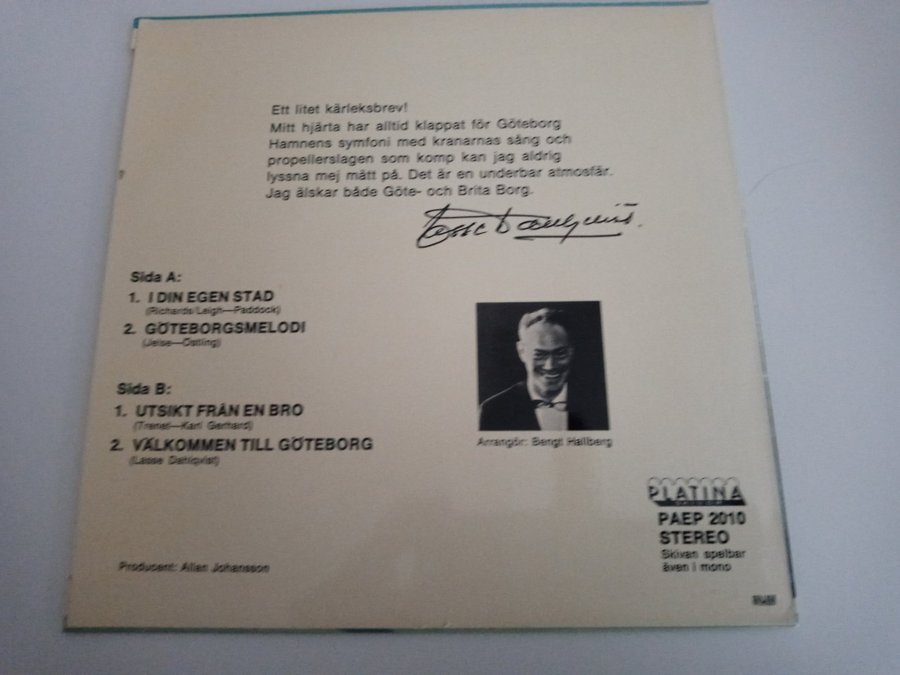 Ett litet kärleksbrev!
Mitt hjärta har alltid klappat för Göteborg
Hamnens symfoni med kranarnas sång och
propellerslagen som komp kan jag aldrig
lyssna mej mätt på. Det är en underbar atmosfär.
Jag älskar både Göte- och Brita Borg.
Lasse Dahlquist.
Sida A:
1. I DIN EGEN STAD
(Richards/Leigh—Paddock)
2. GÖTEBORGSMELODI
(Jeise—Östling)
Sida B:
1. UTSIKT FRÅN EN BRO
(Trenet—Karl Gerhard)
2. VÄLKOMMEN TILL GÖTEBORG
(Lasse Dahlqvist)
Arrangör: Bengt Hallberg
PLATINA
PAEP 2010
STEREO
Skivan spelbar
även i mono
Producent: Allan Johansson